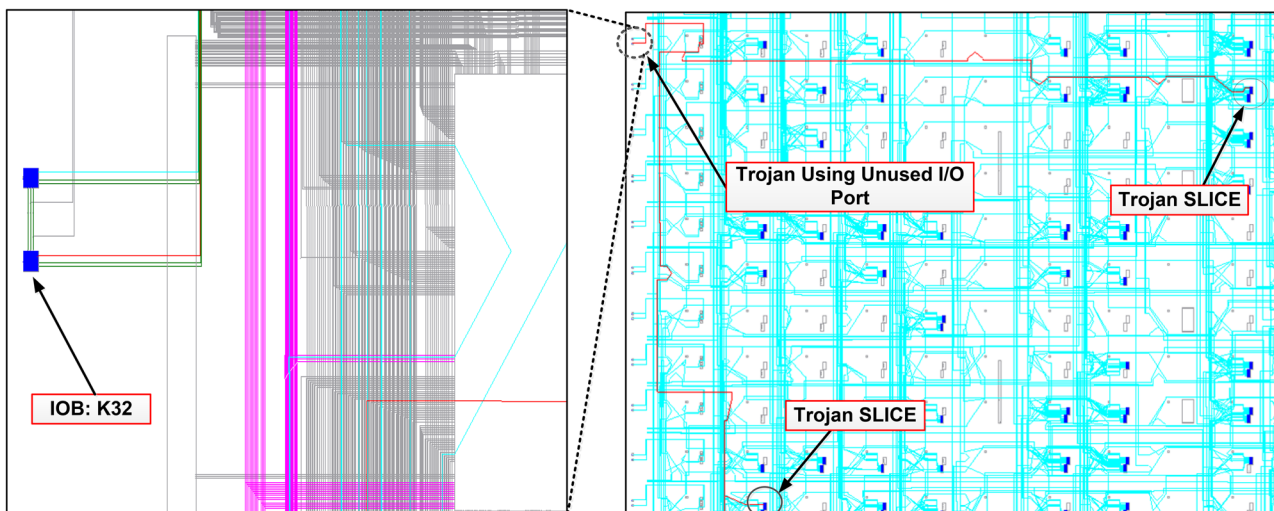 IOB: K32
Trojan Using Unused I/O
Port
Trojan SLICE
Trojan SLICE